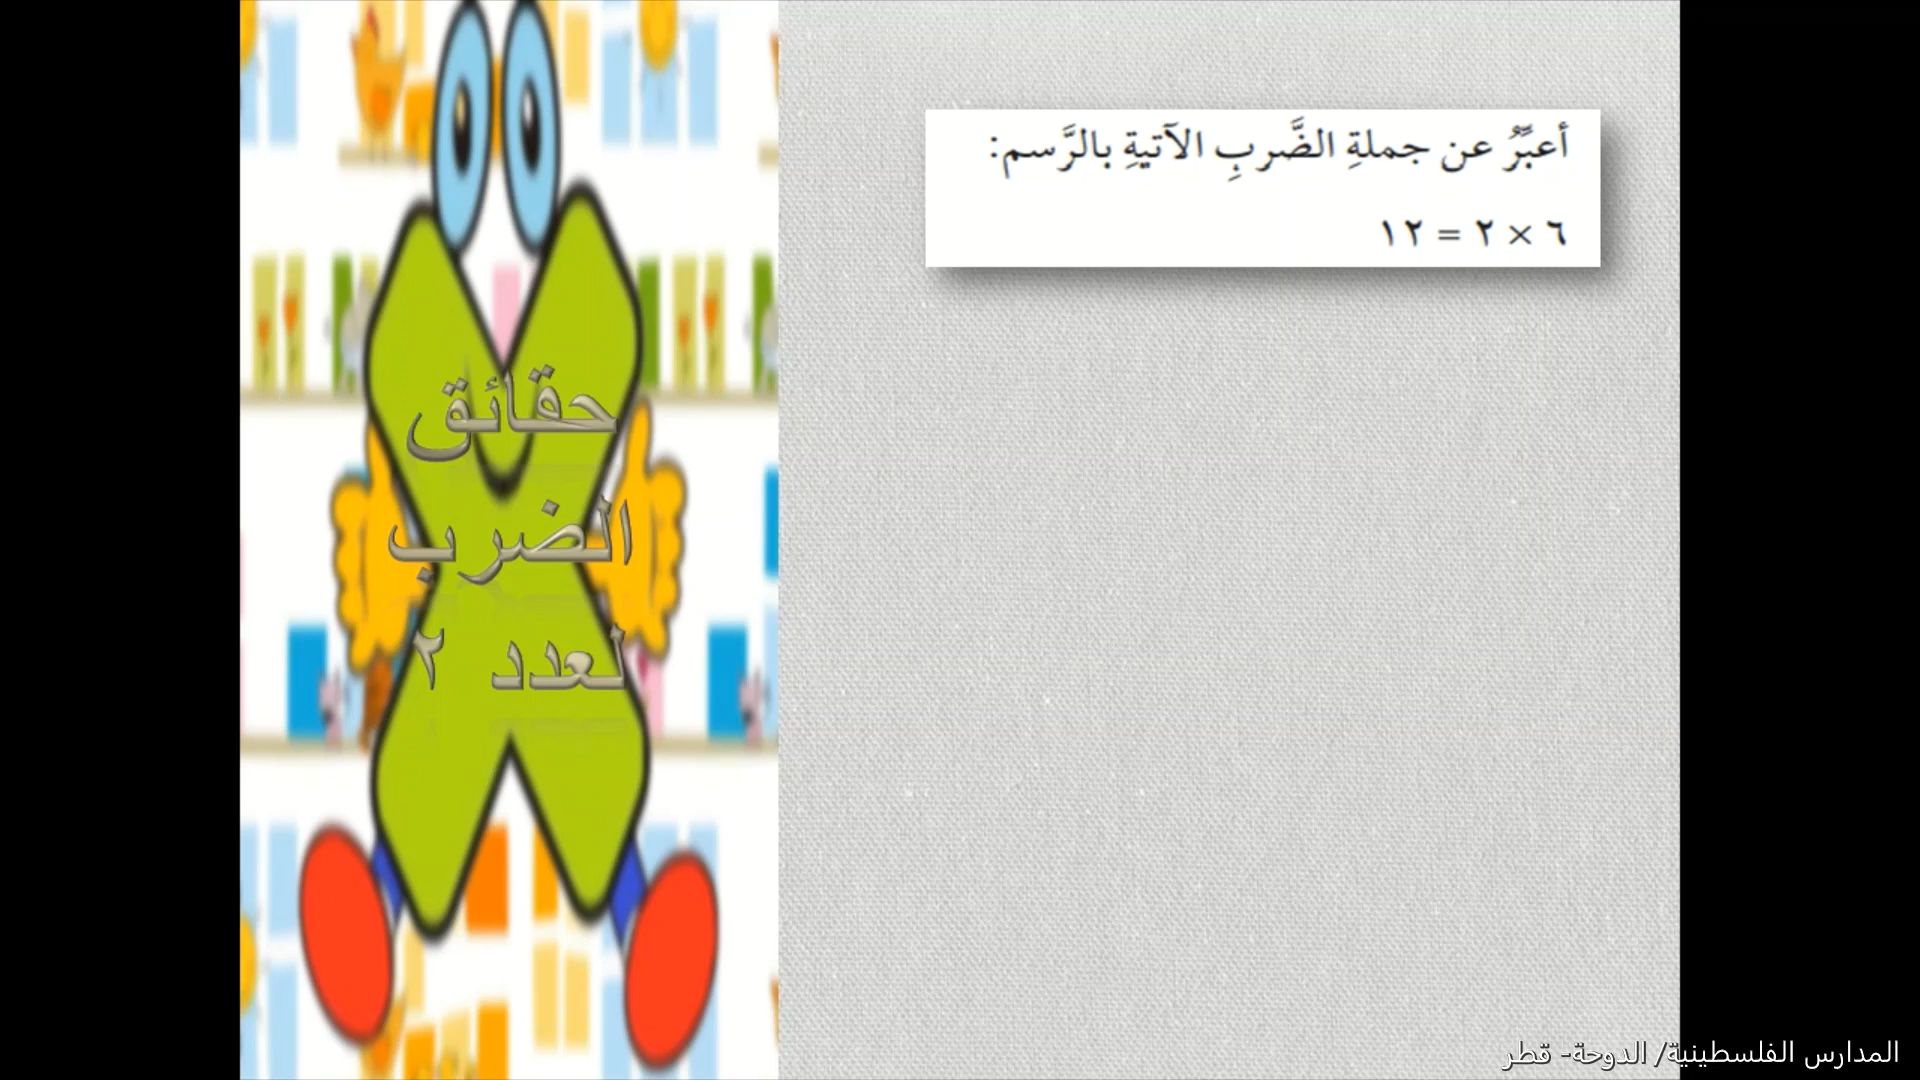 أعبِّرُ عن جملةِ الضَّربِ الآتيةِ بالرَّسم:
٦ × ٢ = ١٢
حقائق
الضرب
لعدد ٢
المدارس الفلسطينية/ الدوحة- قطر